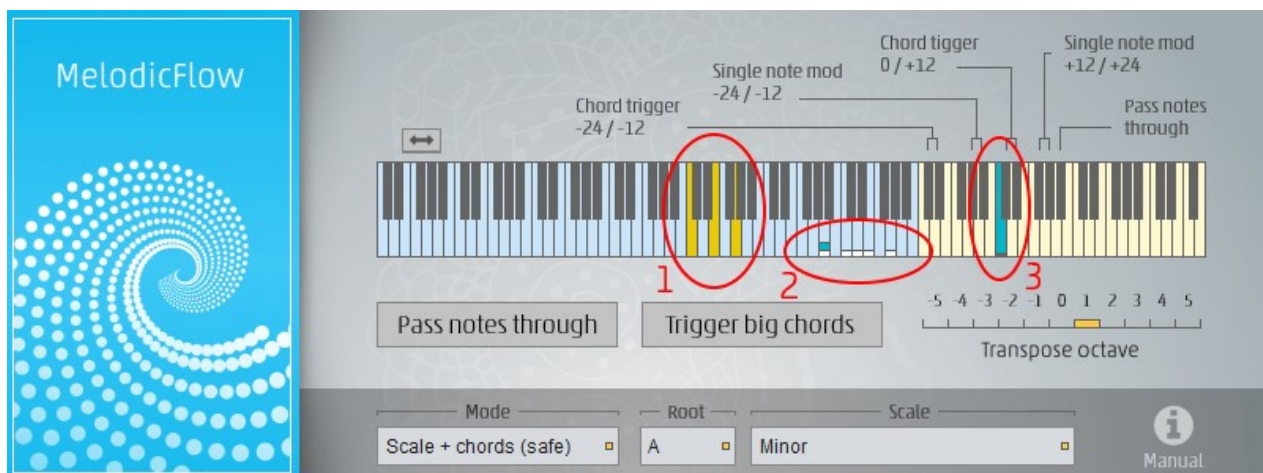 MelodicFlow
Chord tigger
0 / +12
Single note mod
+12 / +24
Single note mod
-24 / -12
Chord trigger
-24 / -12
Pass notes
through
1
2
3
Pass notes through
Trigger big chords
-5 -4 -3 -2 -1 0 1 2 3 4 5
Transpose octave
Mode
Root
Scale
Scale + chords (safe)
A
Minor
i
Manual